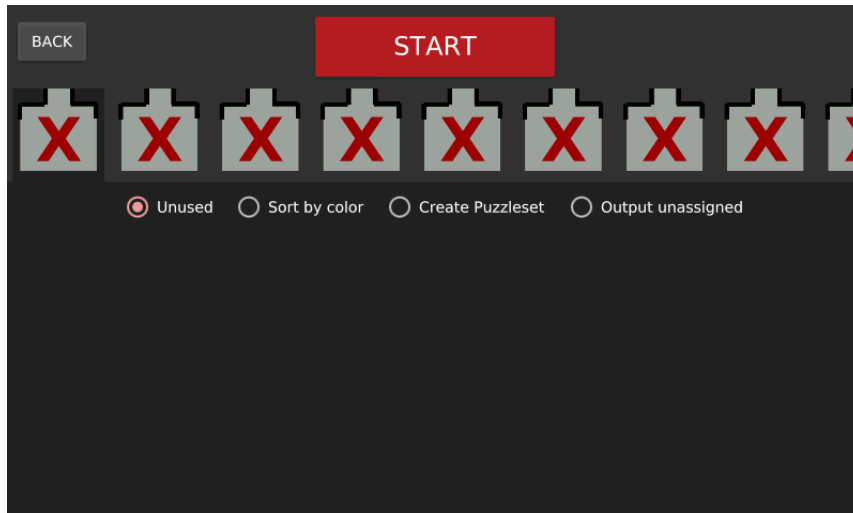 BACK
START
X X X X X X X X X
Unused Sort by color Create Puzzleset Output unassigned